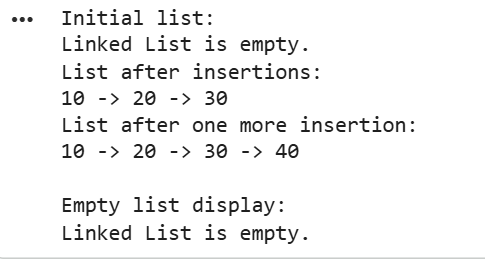 Initial list:
Linked List is empty.
List after insertions:
10 -> 20 -> 30
List after one more insertion:
10 -> 20 -> 30 -> 40

Empty list display:
Linked List is empty.